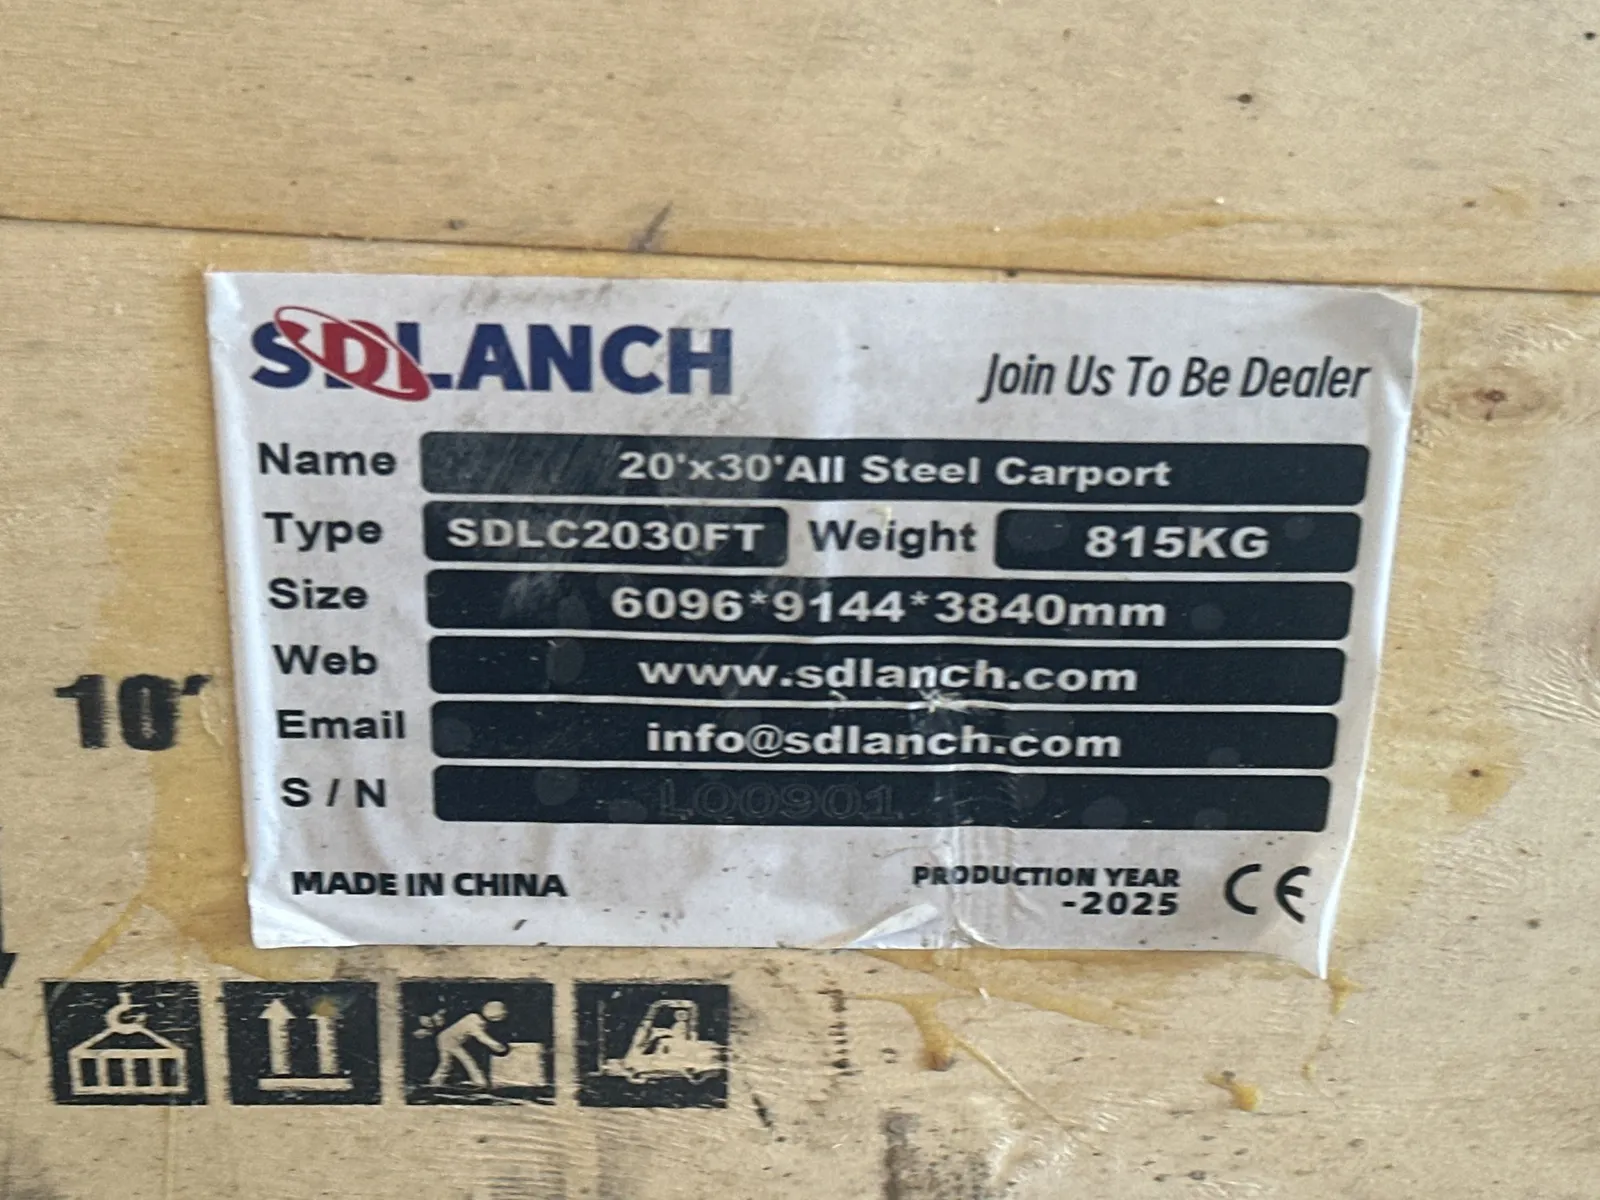 SDLANCH
Join Us To Be Dealer
Name 20'x30'All Steel Carport
Type SDLC2030FT Weight 815KG
Size 6096*9144*3840mm
Web www.sdlanch.com
Email info@sdlanch.com
S / N LQ0901
10'
MADE IN CHINA
PRODUCTION YEAR
-2025
CE